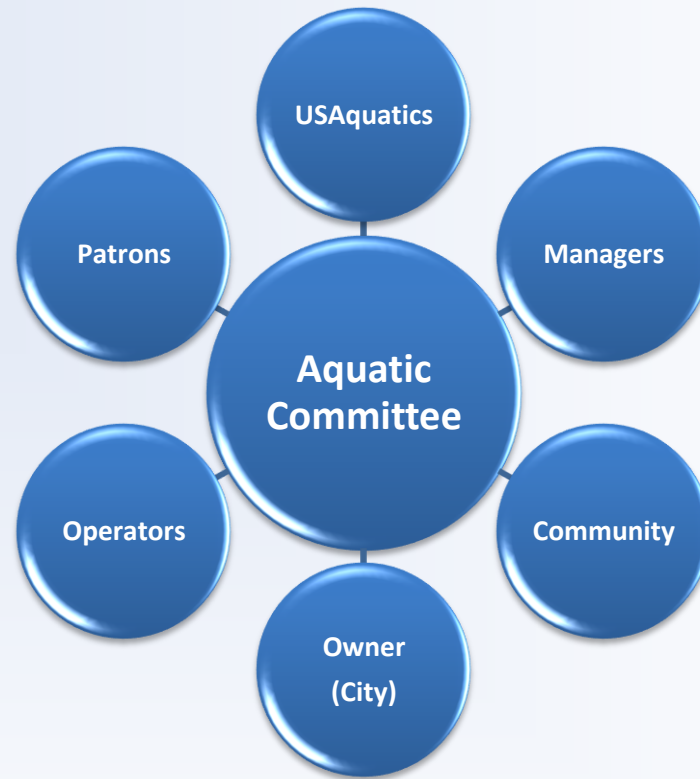 USAquatics
Patrons
Managers
Aquatic
Committee
Operators
Community
Owner
(City)